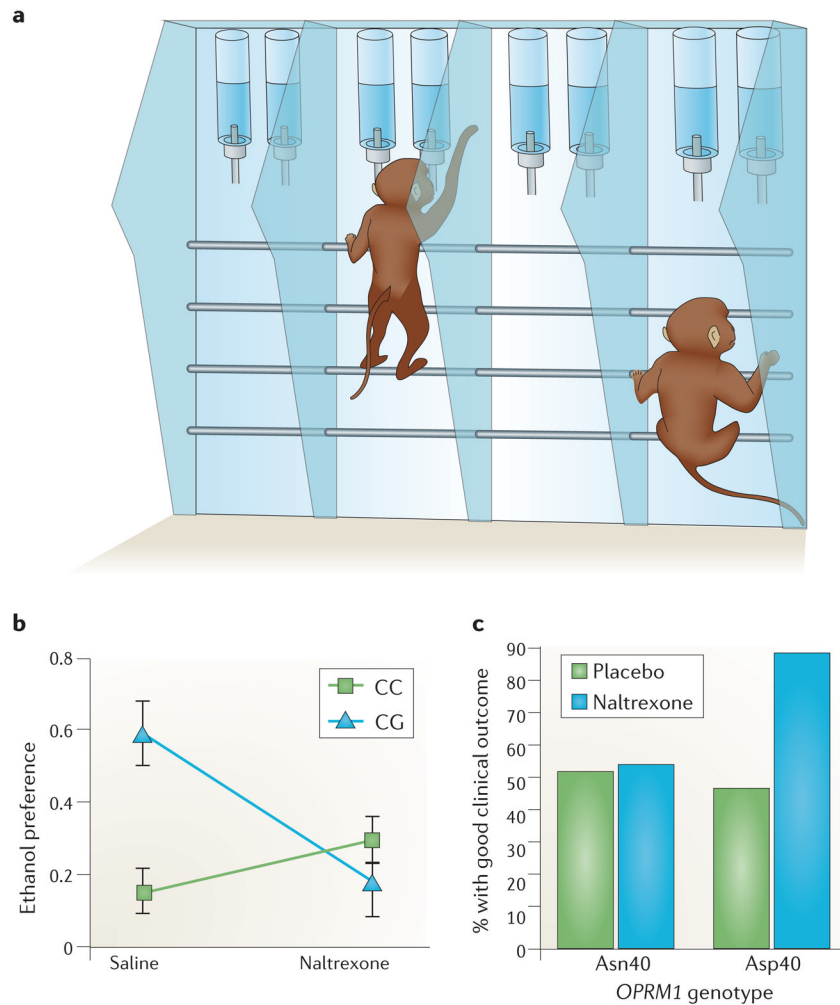 a
b
0.8
0.6
0.4
0.2
0
Ethanol preference
CC
CG
Saline
Naltrexone
c
90
80
70
60
50
40
30
20
10
0
% with good clinical outcome
Placebo
Naltrexone
Asn40
Asp40
OPRM1 genotype